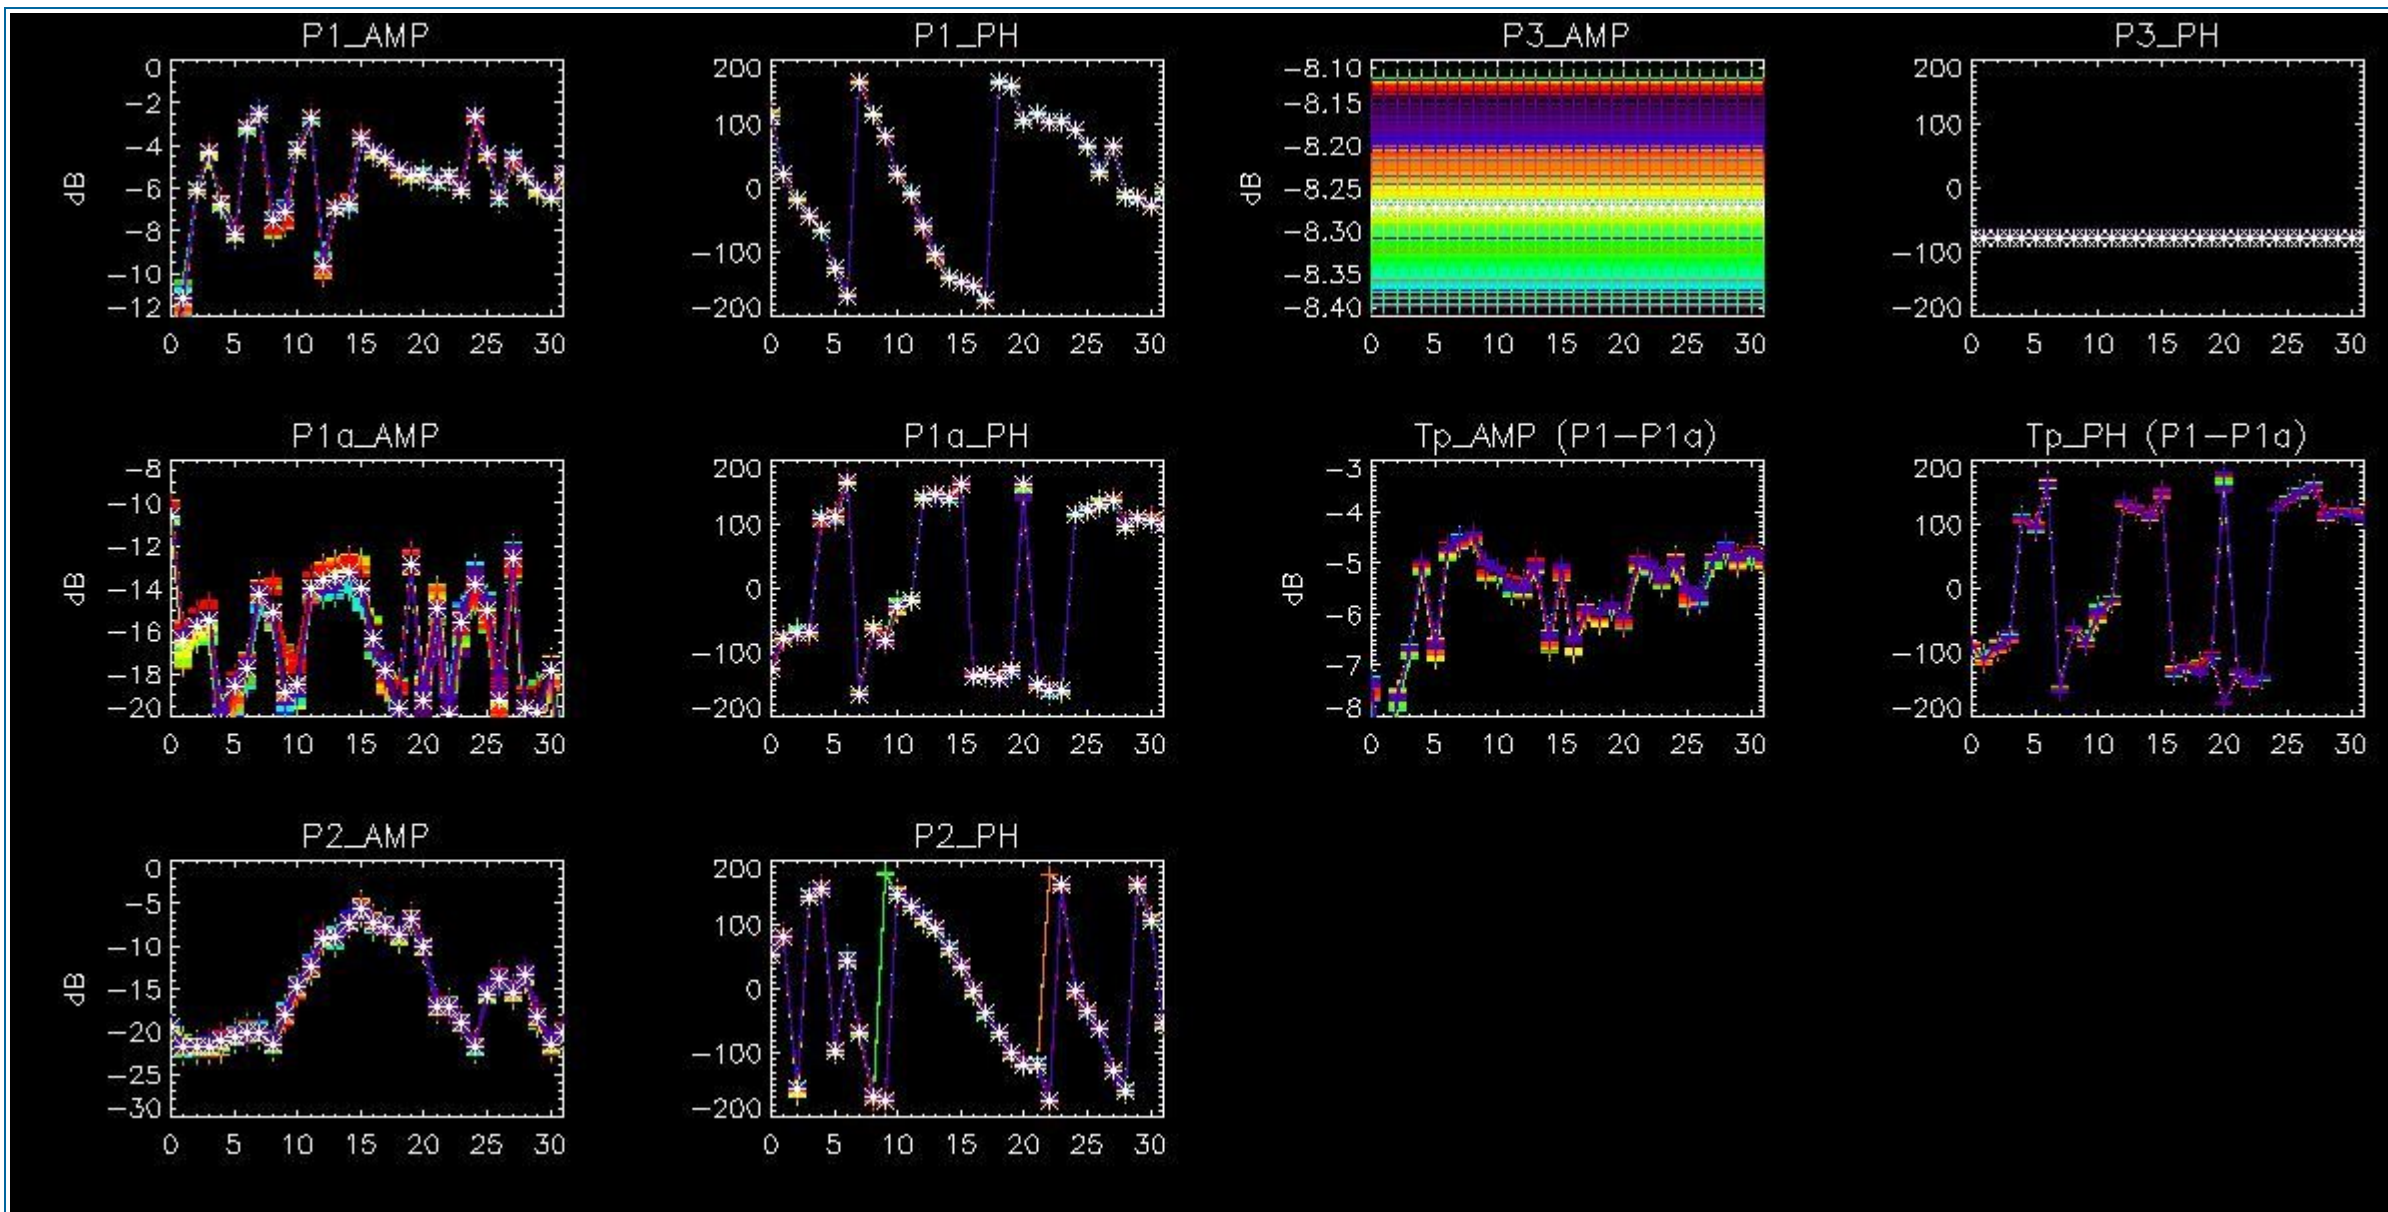 P1_AMP
0
−2
−4
−6
−8
−10
−12
dB
0 5 10 15 20 25 30
P1_PH
200
100
0
−100
−200
0 5 10 15 20 25 30
P3_AMP
−8.10
−8.15
−8.20
−8.25
−8.30
−8.35
−8.40
dB
0 5 10 15 20 25 30
P3_PH
200
100
0
−100
−200
0 5 10 15 20 25 30
P1a_AMP
−8
−10
−12
−14
−16
−18
−20
dB
0 5 10 15 20 25 30
P1a_PH
200
100
0
−100
−200
0 5 10 15 20 25 30
Tp_AMP (P1−P1a)
−3
−4
−5
−6
−7
−8
dB
0 5 10 15 20 25 30
Tp_PH (P1−P1a)
200
100
0
−100
−200
0 5 10 15 20 25 30
P2_AMP
0
−5
−10
−15
−20
−25
−30
dB
0 5 10 15 20 25 30
P2_PH
200
100
0
−100
−200
0 5 10 15 20 25 30